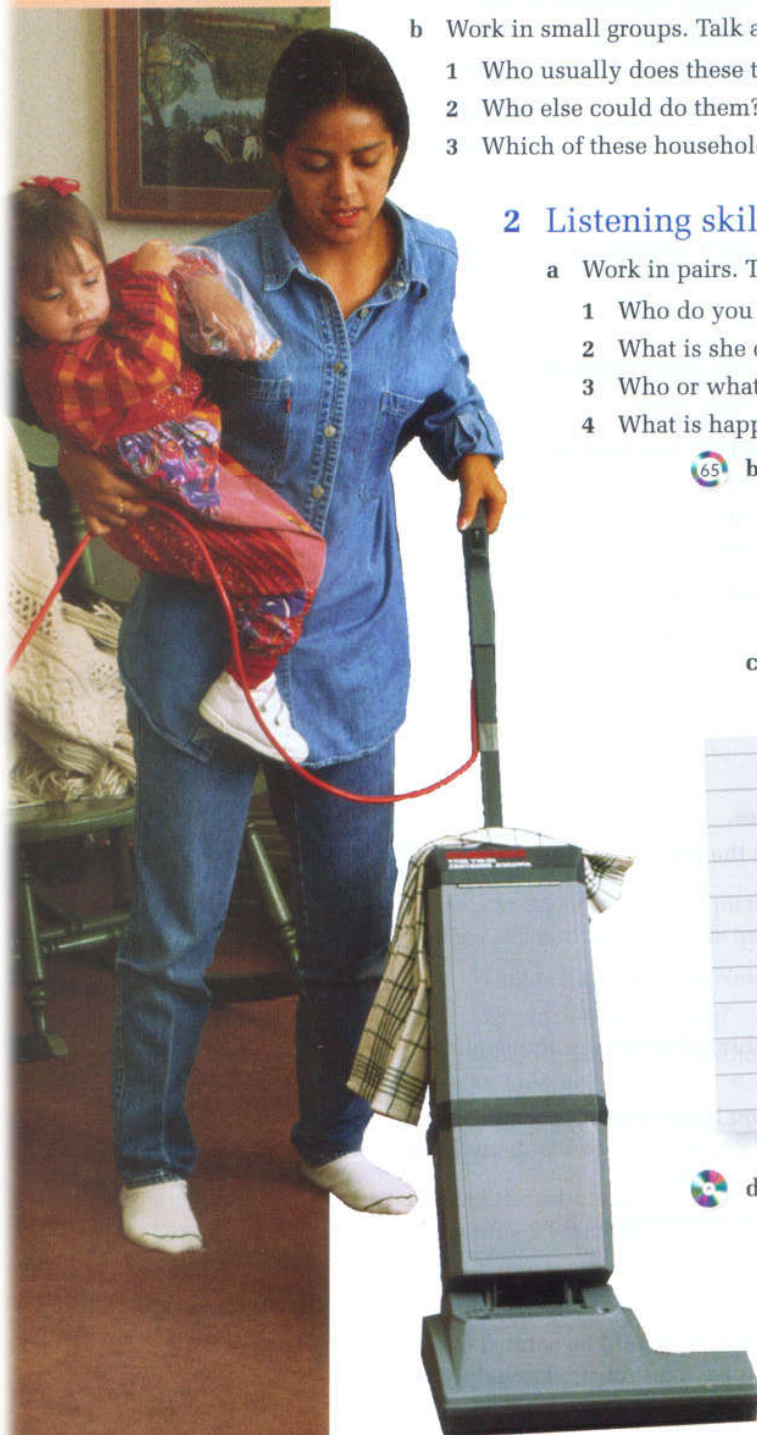 b Work in small groups. Talk a
1 Who usually does these t
2 Who else could do them?
3 Which of these househol
2 Listening skil
a Work in pairs. T
1 Who do you
2 What is she d
3 Who or what
4 What is happ
65 b
c
d